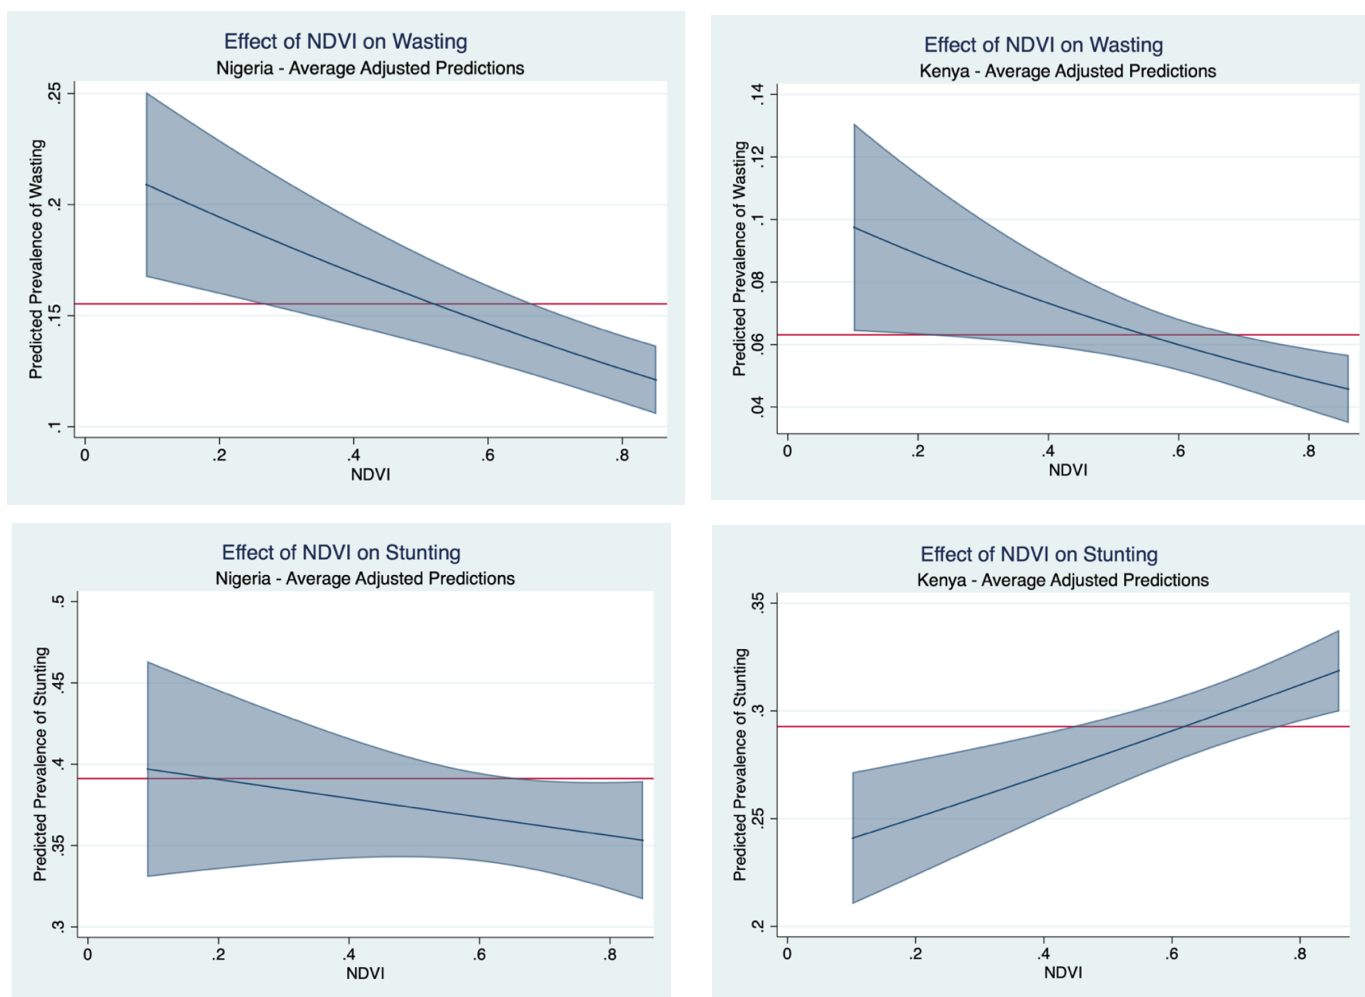 Effect of NDVI on Wasting
Nigeria - Average Adjusted Predictions
Predicted Prevalence of Wasting
.25
.2
.15
.1
0
.2
.4
.6
.8
NDVI
Effect of NDVI on Wasting
Kenya - Average Adjusted Predictions
Predicted Prevalence of Wasting
.14
.12
.1
.08
.06
.04
0
.2
.4
.6
.8
NDVI
Effect of NDVI on Stunting
Nigeria - Average Adjusted Predictions
Predicted Prevalence of Stunting
.5
.45
.4
.35
.3
0
.2
.4
.6
.8
NDVI
Effect of NDVI on Stunting
Kenya - Average Adjusted Predictions
Predicted Prevalence of Stunting
.35
.3
.25
.2
0
.2
.4
.6
.8
NDVI